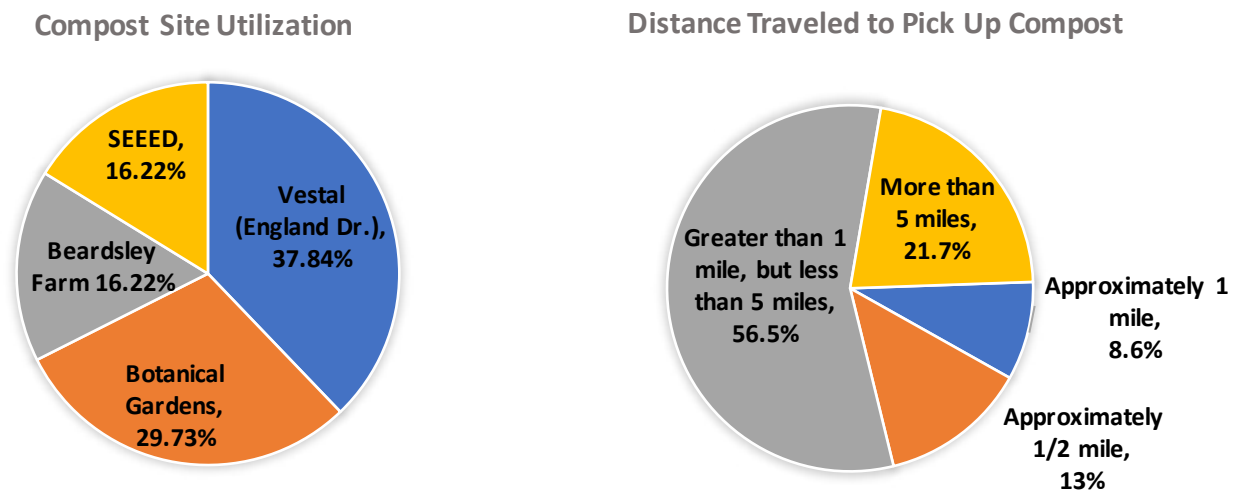 Compost Site Utilization
SEEED,
16.22%
Vestal
(England Dr.),
37.84%
Beardsley
Farm 16.22%
Botanical
Gardens,
29.73%
Distance Traveled to Pick Up Compost
More than
5 miles,
21.7%
Greater than 1
mile, but less
than 5 miles,
56.5%
Approximately 1
mile,
8.6%
Approximately
1/2 mile,
13%